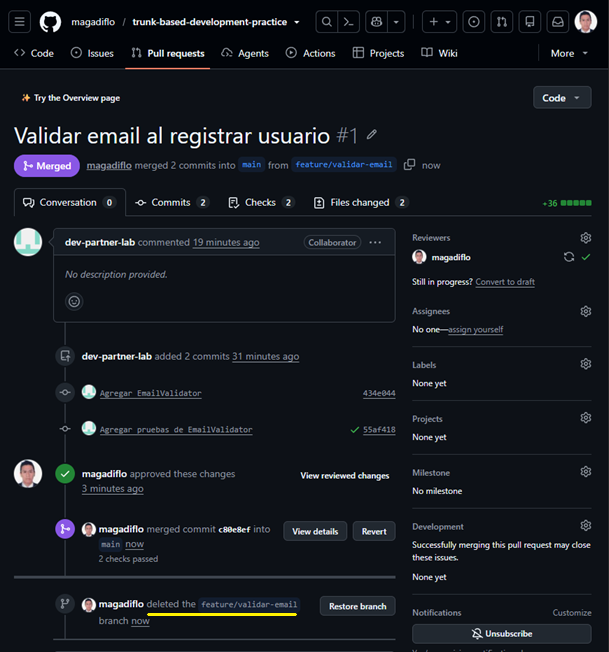 magadiflo / trunk-based-development-practice
Code Issues Pull requests Agents Actions Projects Wiki More
Try the Overview page
Code
Validar email al registrar usuario #1
Merged magadiflo merged 2 commits into main from feature/validar-email now
Conversation 0 Commits 2 Checks 2 Files changed 2 +36
dev-partner-lab commented 19 minutes ago Collaborator
No description provided.
dev-partner-lab added 2 commits 31 minutes ago
Agregar EmailValidator 434e044
Agregar pruebas de EmailValidator 55af418
magadiflo approved these changes View reviewed changes
3 minutes ago
magadiflo merged commit c80e8ef into View details Revert
main now
2 checks passed
magadiflo deleted the feature/validar-email Restore branch
branch now
Reviewers
magadiflo
Still in progress? Convert to draft
Assignees
No one—assign yourself
Labels
None yet
Projects
None yet
Milestone
No milestone
Development
Successfully merging this pull request may close
these issues.
None yet
Notifications Customize
Unsubscribe